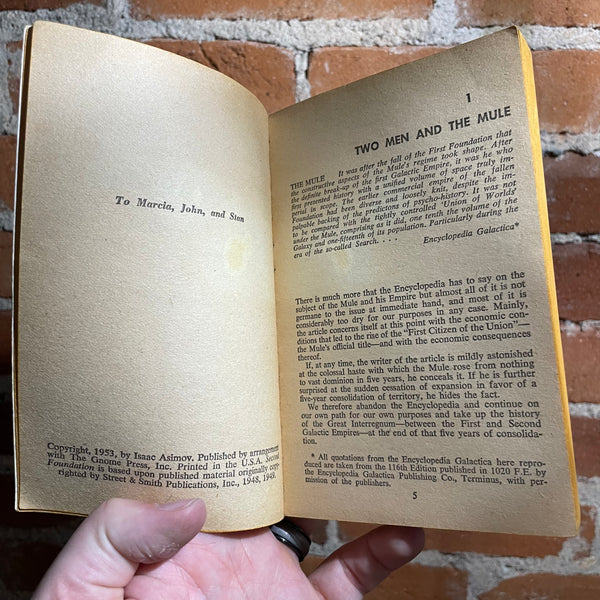 To Marcia, John, and Stan
Copyright, 1953, by Isaac Asimov. Published by arrangement
with The Gnome Press, Inc. Printed in the U.S.A. Second
Foundation is based upon published material originally copy-
righted by Street & Smith Publications, Inc., 1948, 1949.
1
TWO MEN AND THE MULE
THE MULE It was after the fall of the First Foundation that
the constructive aspects of the Mule's regime took shape. After
the definite break-up of the first Galactic Empire, it was he who
first presented history with a unified volume of space truly im-
perial in scope. The earlier commercial empire of the fallen
Foundation had been diverse and loosely knit, despite the im-
palpable backing of the predictons of psycho-history. It was not
to be compared with the tightly controlled 'Union of Worlds'
under the Mule, comprising as it did, one tenth the volume of the
Galaxy and one-fifteenth of its population. Particularly during the
era of the so-called Search. . . .
Encyclopedia Galactica*
There is much more that the Encyclopedia has to say on the
subject of the Mule and his Empire but almost all of it is not
germane to the issue at immediate hand, and most of it is
considerably too dry for our purposes in any case. Mainly,
the article concerns itself at this point with the economic con-
ditions that led to the rise of the "First Citizen of the Union"—
the Mule's official title—and with the economic consequences
thereof.
If, at any time, the writer of the article is mildly astonished
at the colossal haste with which the Mule rose from nothing
to vast dominion in five years, he conceals it. If he is further
surprised at the sudden cessation of expansion in favor of a
five-year consolidation of territory, he hides the fact.
We therefore abandon the Encyclopedia and continue on
our own path for our own purposes and take up the history
of the Great Interregnum—between the First and Second
Galactic Empires—at the end of that five years of consolida-
tion.
* All quotations from the Encyclopedia Galactica here repro-
duced are taken from the 116th Edition published in 1020 F.E. by
the Encyclopedia Galactica Publishing Co., Terminus, with per-
mission of the publishers.
5